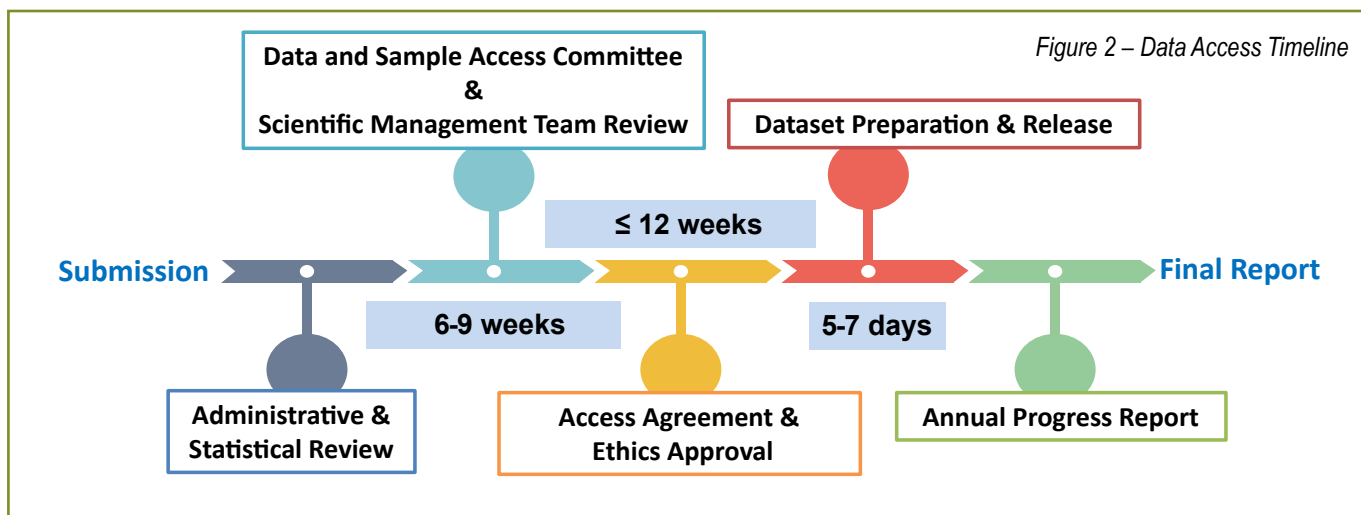 Figure 2 – Data Access Timeline
Data and Sample Access Committee
&
Scientific Management Team Review
Dataset Preparation & Release
≤ 12 weeks
Submission
Final Report
6-9 weeks
5-7 days
Administrative &
Statistical Review
Access Agreement &
Ethics Approval
Annual Progress Report